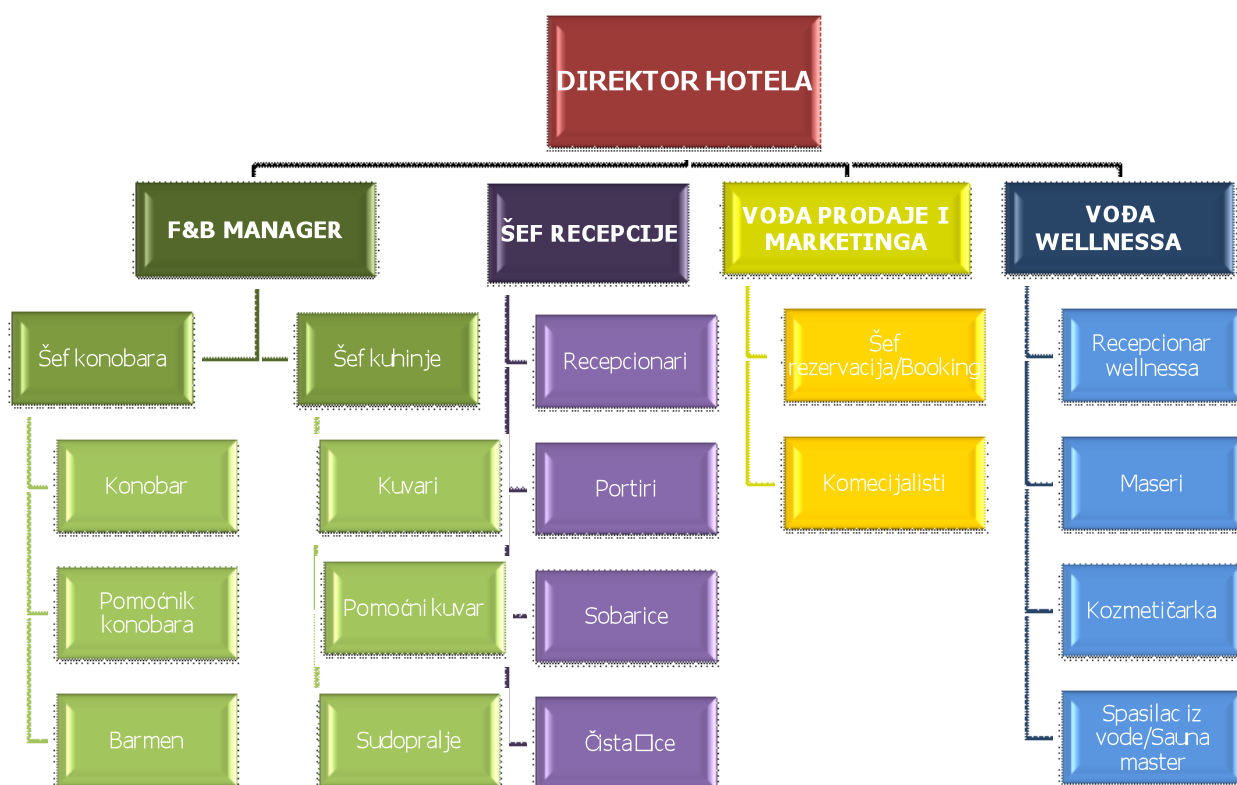 DIREKTOR HOTELA
F&B MANAGER
ŠEF RECEPCIJE
VOĐA PRODAJE I
MARKETINGA
VOĐA
WELLNESSA
Šef konobara
Šef kuhinje
Recepcionari
Šef
rezervacija/Booking
Recepcionar
wellnessa
Konobar
Kuvari
Portiri
Komecijalisti
Maseri
Pomoćnik
konobara
Pomoćni kuvar
Sobarice
Kozmetičarka
Barmen
Sudopralje
Čista□ce
Spasilac iz
vode/Sauna
master